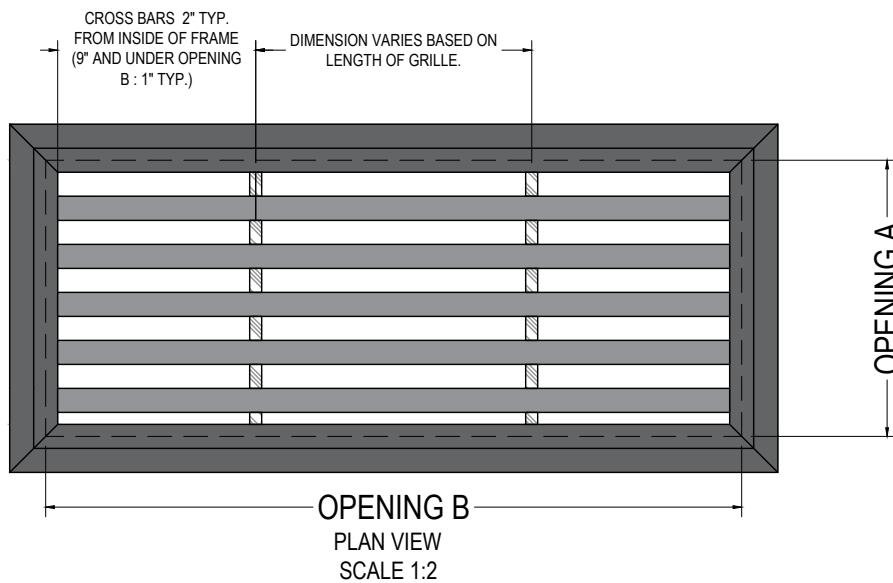 CROSS BARS 2" TYP.
FROM INSIDE OF FRAME
(9" AND UNDER OPENING
B : 1" TYP.)
DIMENSION VARIES BASED ON
LENGTH OF GRILLE.
OPENING A
OPENING B
PLAN VIEW
SCALE 1:2